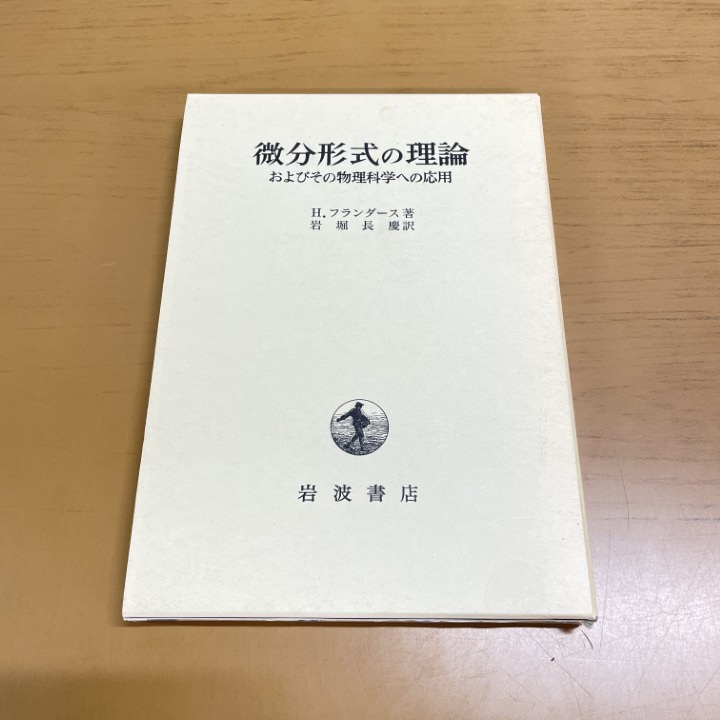 微分形式の理論
およびその物理科学への応用
H.フランダース著
岩堀長慶訳
岩波書店